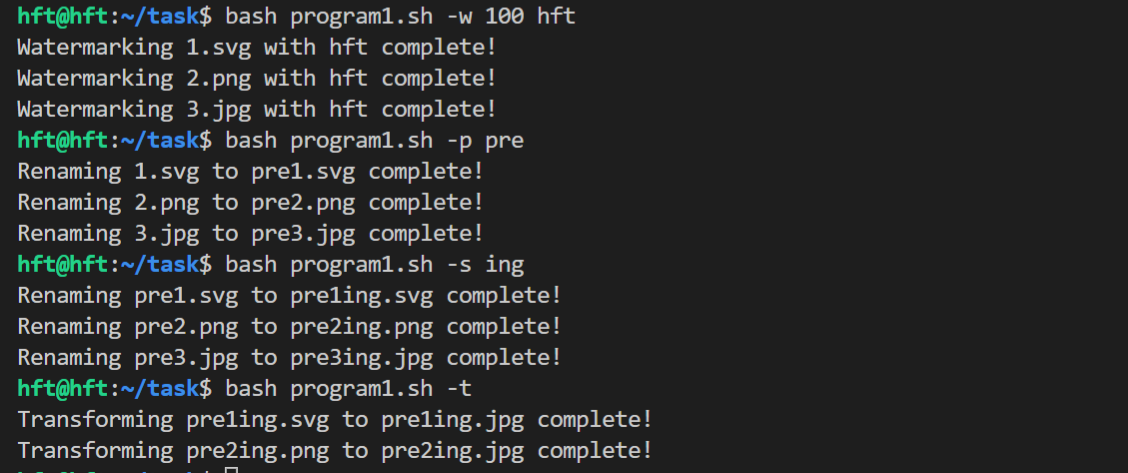 hft@hft:~/task$ bash program1.sh -w 100 hft
Watermarking 1.svg with hft complete!
Watermarking 2.png with hft complete!
Watermarking 3.jpg with hft complete!
hft@hft:~/task$ bash program1.sh -p pre
Renaming 1.svg to pre1.svg complete!
Renaming 2.png to pre2.png complete!
Renaming 3.jpg to pre3.jpg complete!
hft@hft:~/task$ bash program1.sh -s ing
Renaming pre1.svg to pre1ing.svg complete!
Renaming pre2.png to pre2ing.png complete!
Renaming pre3.jpg to pre3ing.jpg complete!
hft@hft:~/task$ bash program1.sh -t
Transforming pre1ing.svg to pre1ing.jpg complete!
Transforming pre2ing.png to pre2ing.jpg complete!